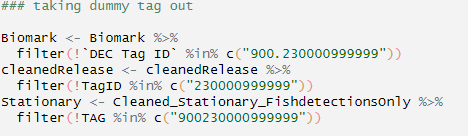 ### taking dummy tag out
Biomark <- Biomark %>%
filter(!`DEC Tag ID` %in% c("900.230000999999"))
cleanedRelease <- cleanedRelease %>%
filter(!TagID %in% c("230000999999"))
Stationary <- Cleaned_Stationary_FishdetectionsOnly %>%
filter(!TAG %in% c("900230000999999"))